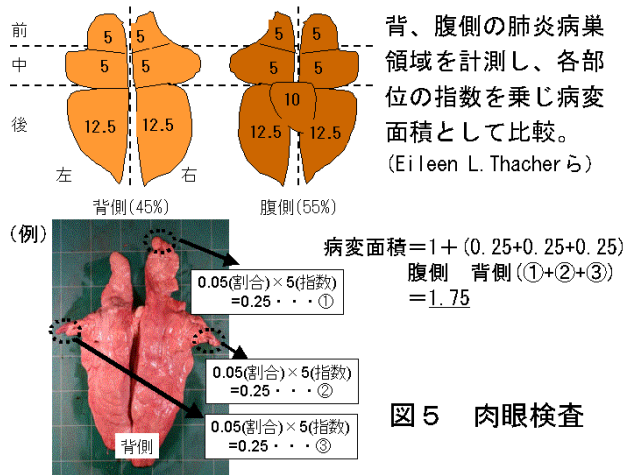 前
中
後
5 5
5 5
12.5 12.5
左
右
背側(45%)
5 5
5 5
10
12.5 12.5
腹側(55%)
背、腹側の肺炎病巣
領域を計測し、各部
位の指数を乗じ病変
面積として比較。
(Eileen L.Thacherら)
(例)
0.05(割合)×5(指数)
=0.25・・・①
0.05(割合)×5(指数)
=0.25・・・②
0.05(割合)×5(指数)
=0.25・・・③
背側
病変面積=1+(0.25+0.25+0.25)
腹側 背側(①+②+③)
=1.75
図5 肉眼検査